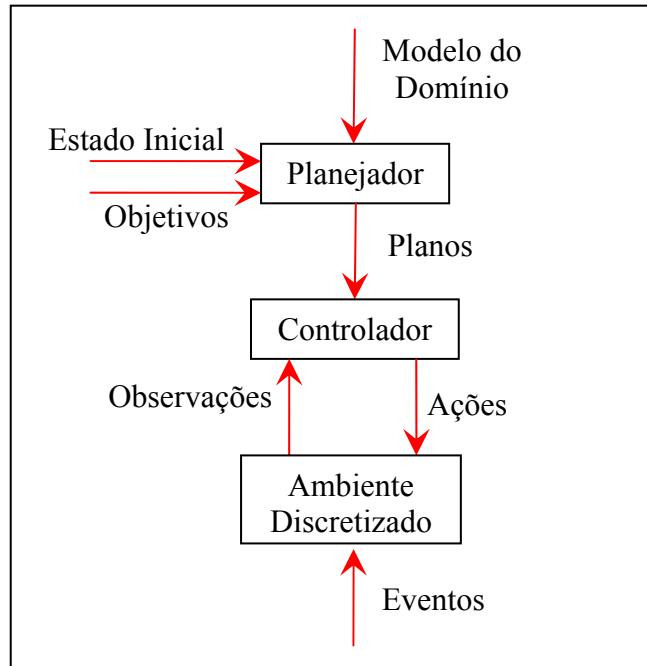 Modelo do
Domínio
Estado Inicial
Planejador
Objetivos
Planos
Controlador
Observações
Ações
Ambiente
Discretizado
Eventos